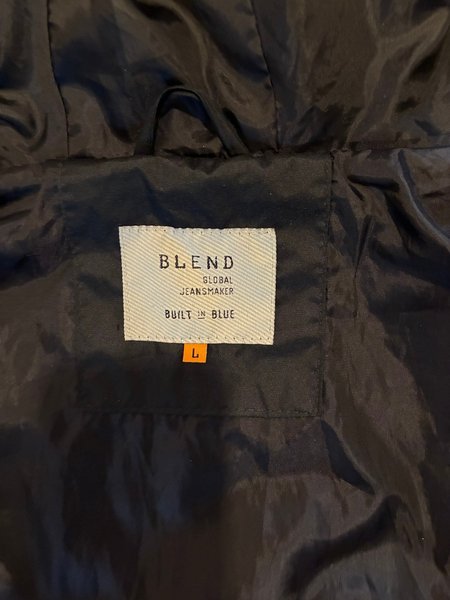 BLEND
GLOBAL
JEANSMAKER
BUILT IN BLUE
L